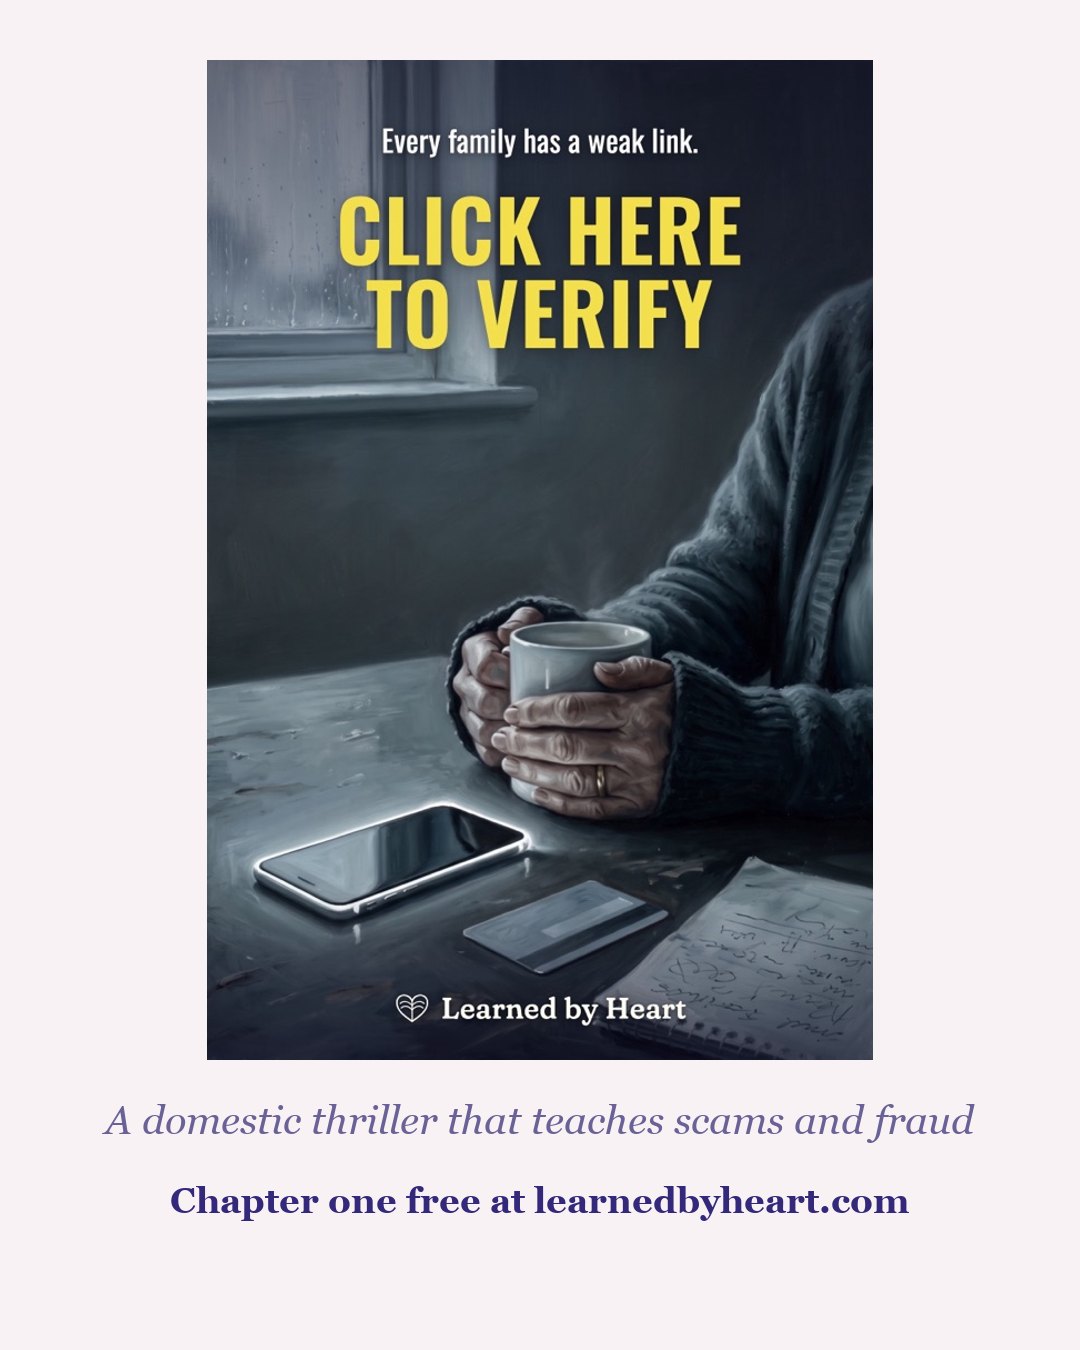 Every family has a weak link.
CLICK HERE
TO VERIFY
Learned by Heart
A domestic thriller that teaches scams and fraud
Chapter one free at learnedbyheart.com